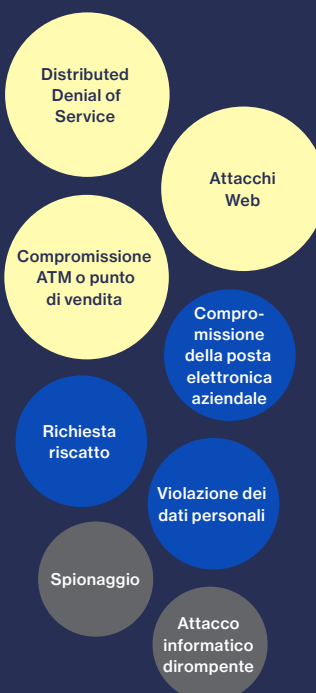 Distributed
Denial of
Service
Attacchi
Web
Compromissione
ATM o punto
di vendita
Compro-
missione
della posta
elettronica
aziendale
Richiesta
riscatto
Violazione dei
dati personali
Spionaggio
Attacco
informatico
dirompente